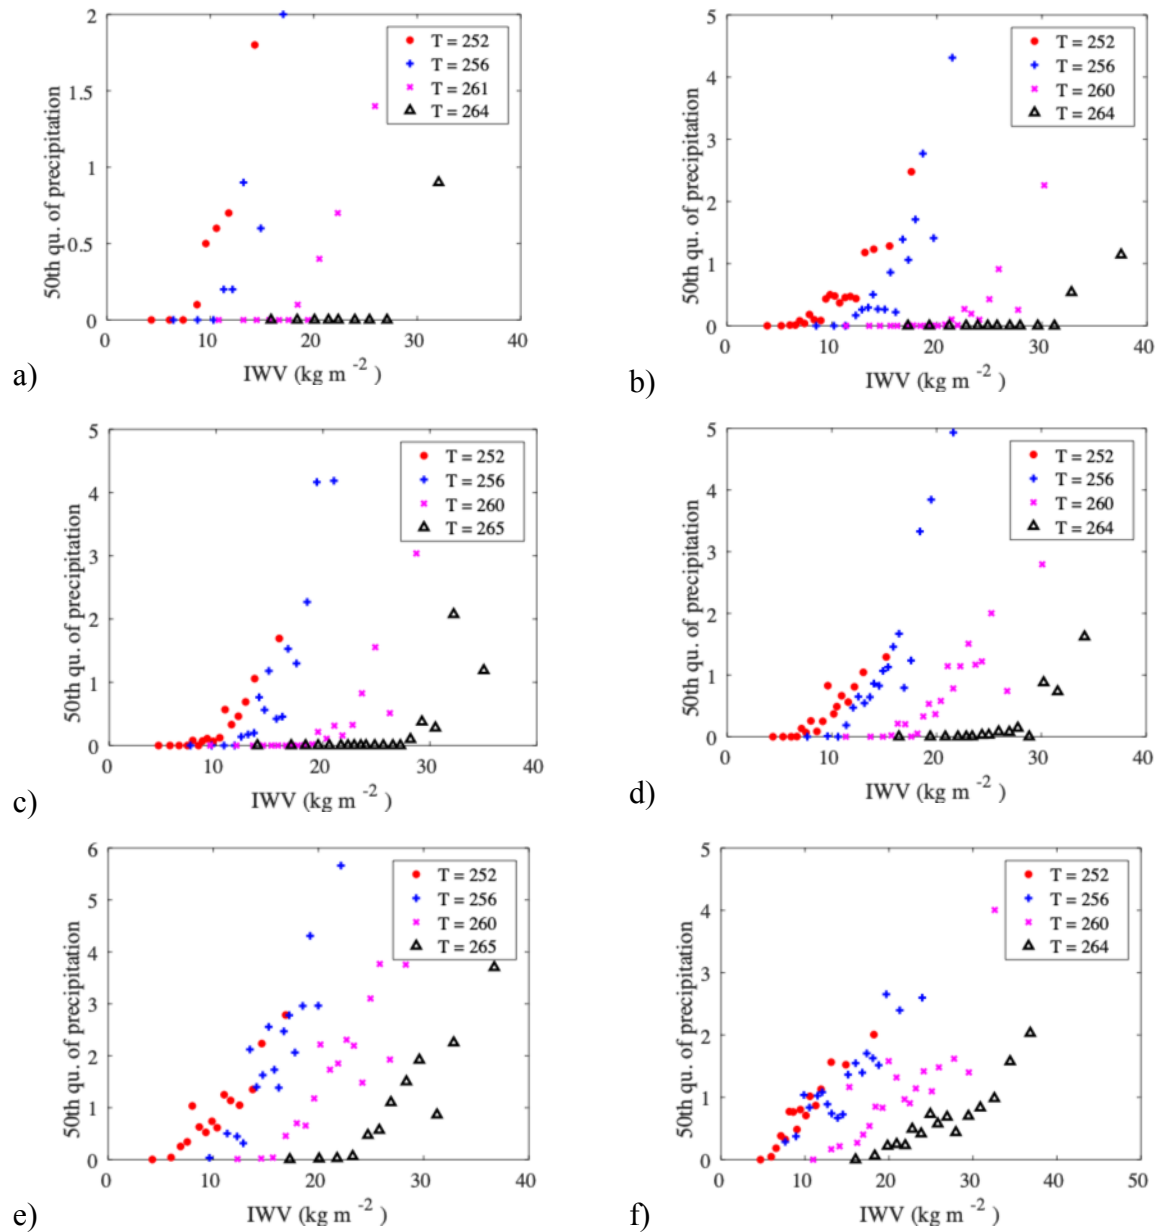 2
1.5
1
0.5
0
0 10 20 30 40
50th qu. of precipitation
IWV (kg m -2 )
T = 252
T = 256
T = 261
T = 264
a)
5
4
3
2
1
0
0 10 20 30 40
50th qu. of precipitation
IWV (kg m -2 )
T = 252
T = 256
T = 260
T = 264
b)
5
4
3
2
1
0
0 10 20 30 40
50th qu. of precipitation
IWV (kg m -2 )
T = 252
T = 256
T = 260
T = 265
c)
5
4
3
2
1
0
0 10 20 30 40
50th qu. of precipitation
IWV (kg m -2 )
T = 252
T = 256
T = 260
T = 264
d)
6
5
4
3
2
1
0
0 10 20 30 40
50th qu. of precipitation
IWV (kg m -2 )
T = 252
T = 256
T = 260
T = 265
e)
5
4
3
2
1
0
0 10 20 30 40 50
50th qu. of precipitation
IWV (kg m -2 )
T = 252
T = 256
T = 260
T = 264
f)